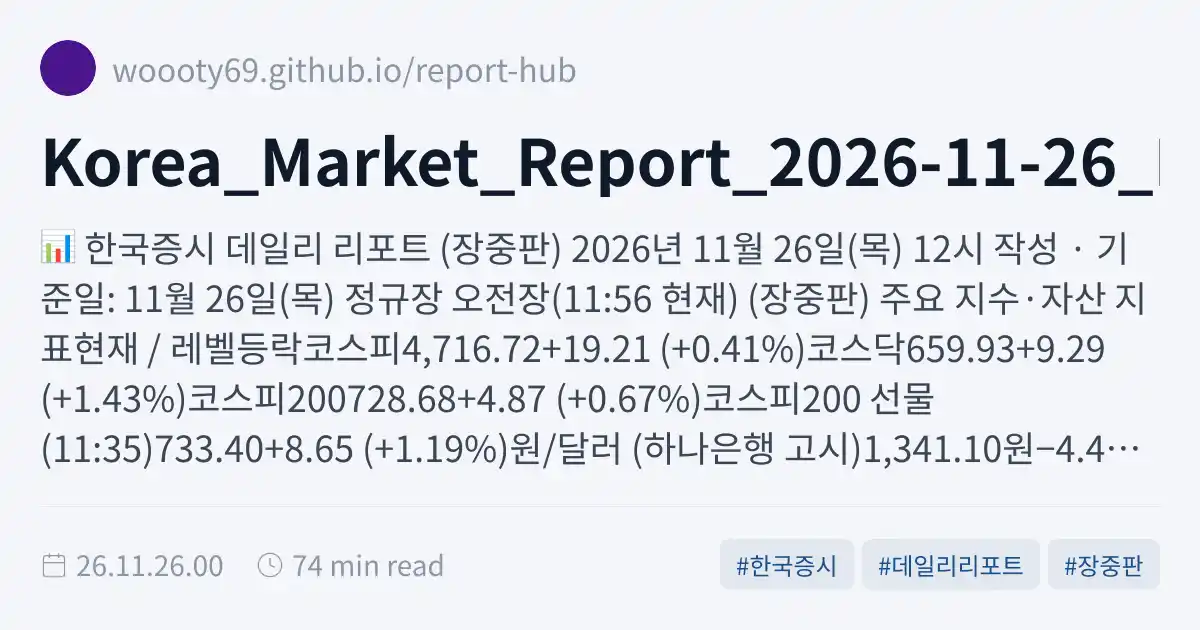 woooty69.github.io/report-hub
Korea_Market_Report_2026-11-26_
📊 한국증시 데일리 리포트 (장중판) 2026년 11월 26일(목) 12시 작성 · 기
준일: 11월 26일(목) 정규장 오전장(11:56 현재) (장중판) 주요 지수·자산 지
표현재 / 레벨등락코스피4,716.72+19.21 (+0.41%)코스닥659.93+9.29
(+1.43%)코스피200728.68+4.87 (+0.67%)코스피200 선물
(11:35)733.40+8.65 (+1.19%)원/달러 (하나은행 고시)1,341.10원−4.4…
26.11.26.00
74 min read
#한국증시
#데일리리포트
#장중판